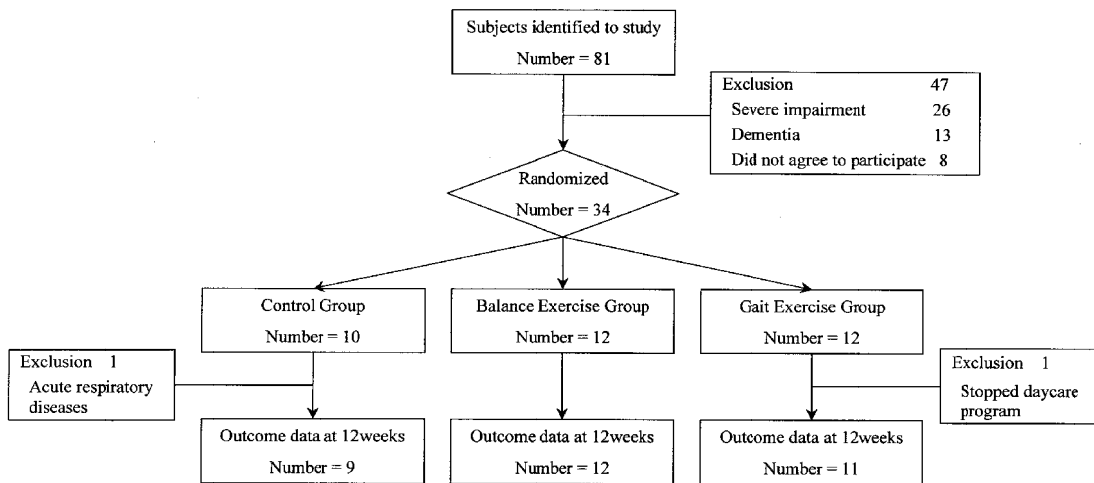 Subjects identified to study
Number = 81
Exclusion 47
Severe impairment 26
Dementia 13
Did not agree to participate 8
Randomized
Number = 34
Control Group
Number = 10
Balance Exercise Group
Number = 12
Gait Exercise Group
Number = 12
Exclusion 1
Acute respiratory
diseases
Exclusion 1
Stopped daycare
program
Outcome data at 12weeks
Number = 9
Outcome data at 12weeks
Number = 12
Outcome data at 12weeks
Number = 11